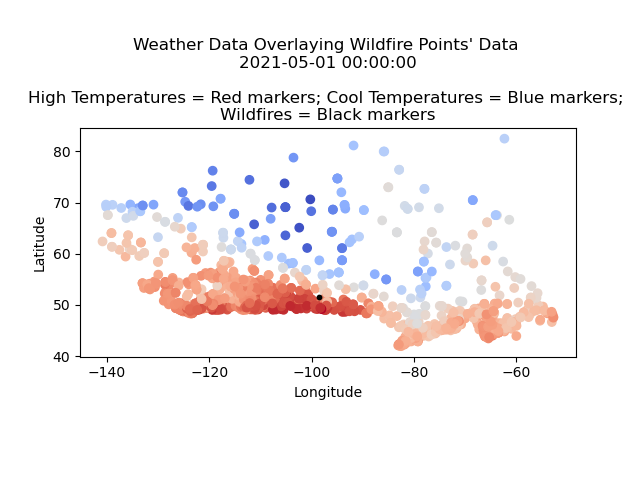 Weather Data Overlaying Wildfire Points' Data
2021-05-01 00:00:00
High Temperatures = Red markers; Cool Temperatures = Blue markers;
Wildfires = Black markers
80
70
60
50
40
Latitude
−140
−120
−100
−80
−60
Longitude